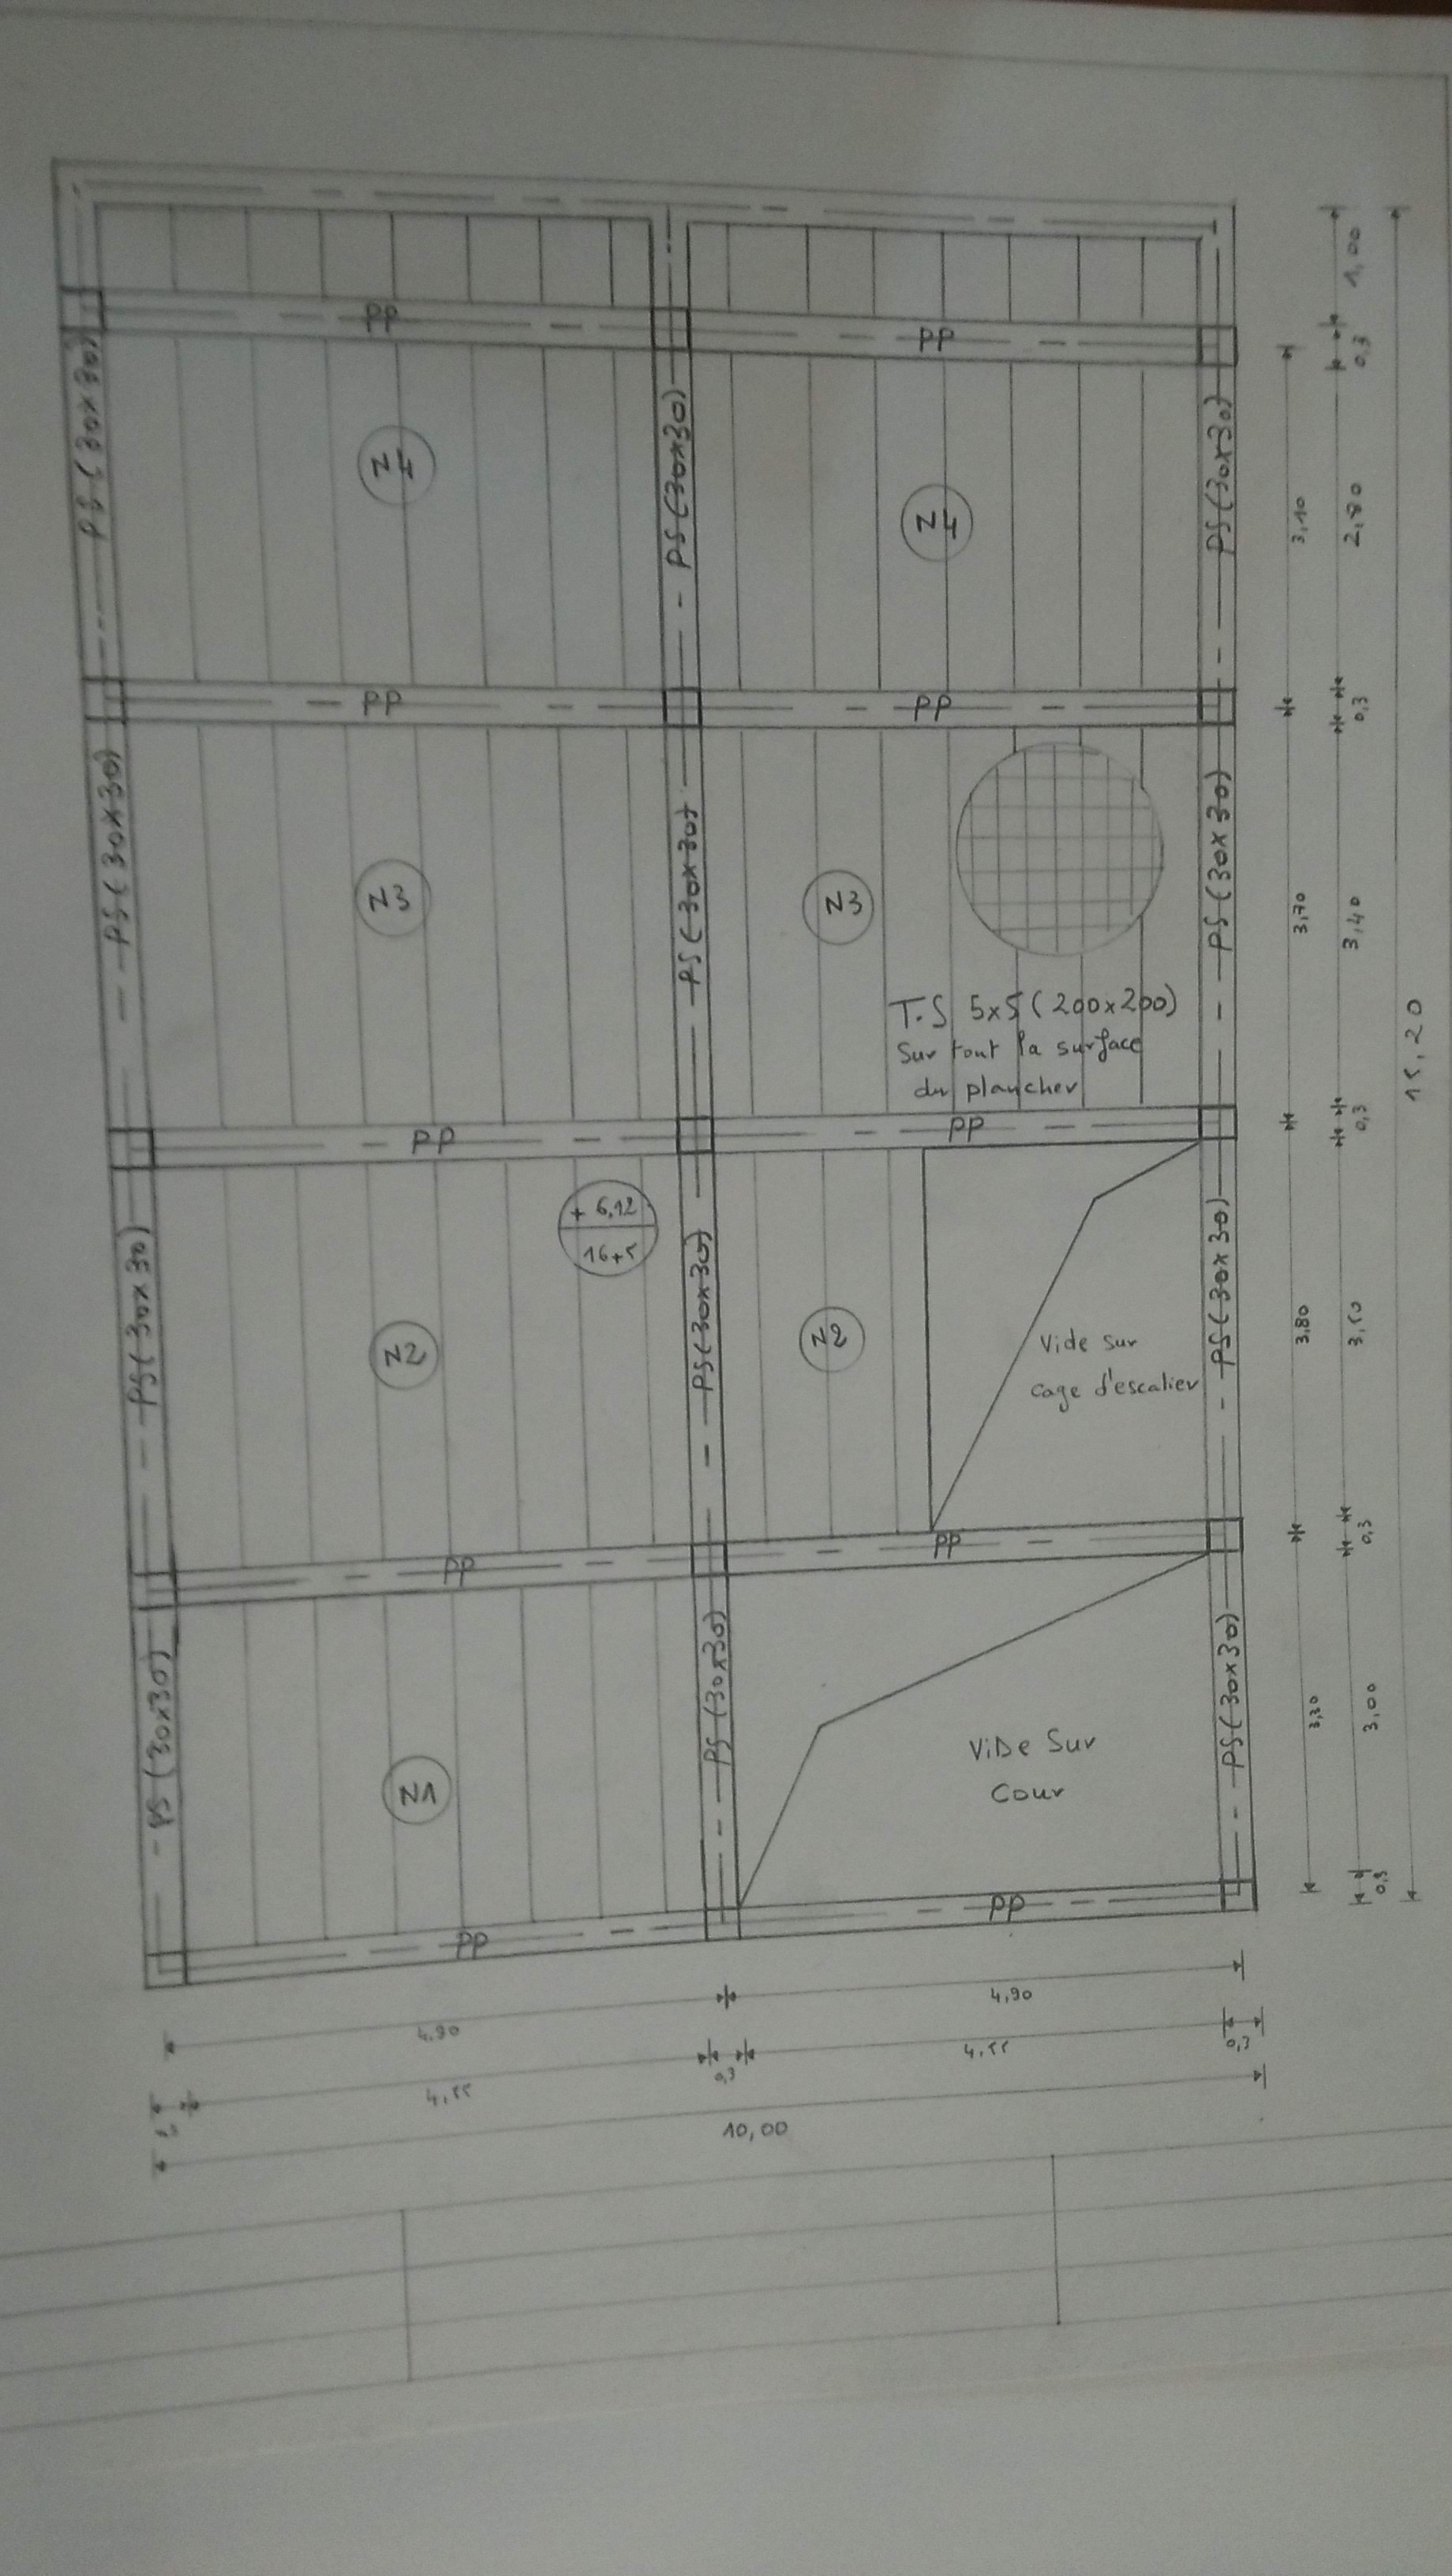 PP
PP
PS (30x30)
PS (30x30)
PS (30x30)
N4
N4
PP
PP
PS (30x30)
PS (30x30)
PS (30x30)
N3
N3
T.S 5x5 (200x200)
Sur tout la surface
du plancher
PP
PP
+ 6,12
16+5
PS (30x30)
PS (30x30)
PS (30x30)
N2
N2
Vide sur
cage d'escalier
PP
PP
PS (30x30)
PS (30x30)
PS (30x30)
N1
ViDe Sur
Cour
PP
PP
1,00
0,3
3,10
2,80
0,3
3,70
3,40
0,3
3,80
3,50
0,3
3,30
3,00
0,3
15,20
4,90
4,90
4,55
0,3
4,55
0,3
10,00